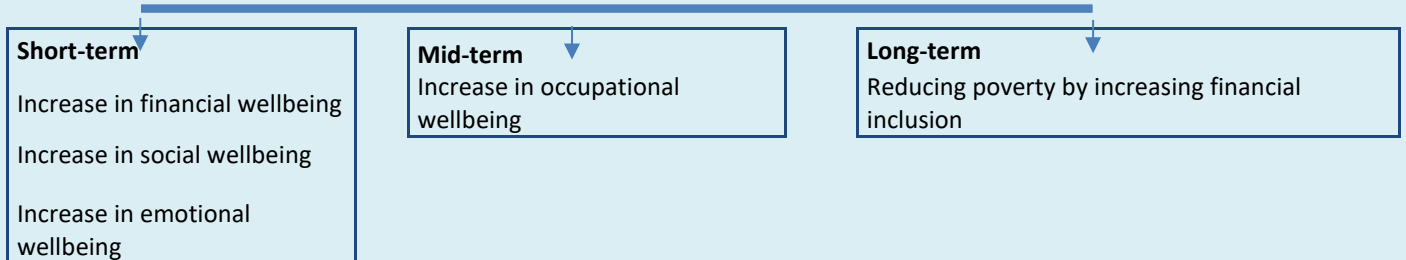 Short-term
Increase in financial wellbeing
Increase in social wellbeing
Increase in emotional
wellbeing
Mid-term
Increase in occupational
wellbeing
Long-term
Reducing poverty by increasing financial
inclusion